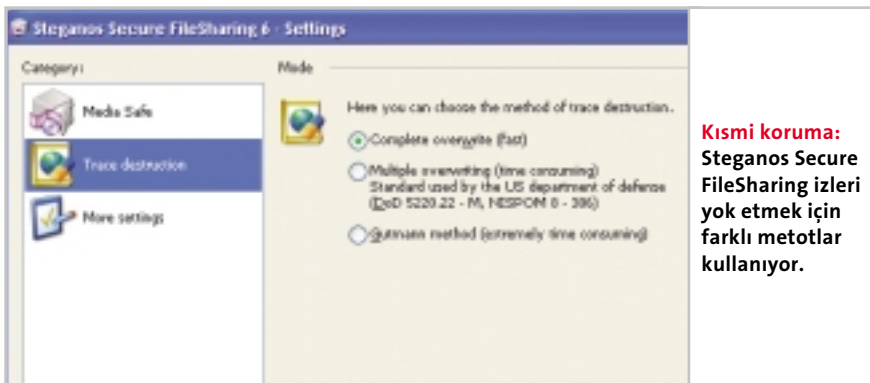 Steganos Secure FileSharing 6 - Settings
Category:
Media Safe
Trace destruction
More settings
Mode
Here you can choose the method of trace destruction.
Complete overwrite (fast)
Multiple overwriting (time consuming)
Standard used by the US department of defense
(DoD 5220.22 - M, NISPOM 8 - 306)
Gutmann method (extremely time consuming)
Kısmi koruma:
Steganos Secure
FileSharing izleri
yok etmek için
farklı metotlar
kullanıyor.